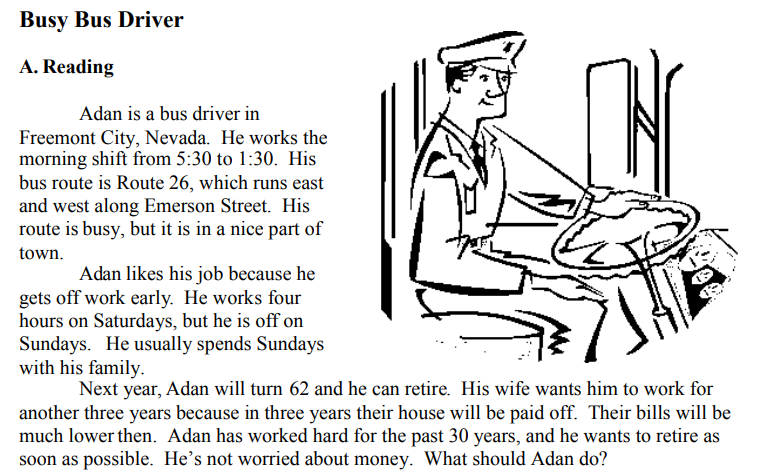 Busy Bus Driver
A. Reading
Adan is a bus driver in
Freemont City, Nevada.  He works the
morning shift from 5:30 to 1:30.  His
bus route is Route 26, which runs east
and west along Emerson Street.  His
route is busy, but it is in a nice part of
town.
Adan likes his job because he
gets off work early.  He works four
hours on Saturdays, but he is off on
Sundays.   He usually spends Sundays
with his family.
Next year, Adan will turn 62 and he can retire.  His wife wants him to work for
another three years because in three years their house will be paid off.  Their bills will be
much lower then.  Adan has worked hard for the past 30 years, and he wants to retire as
soon as possible.  He’s not worried about money.  What should Adan do?